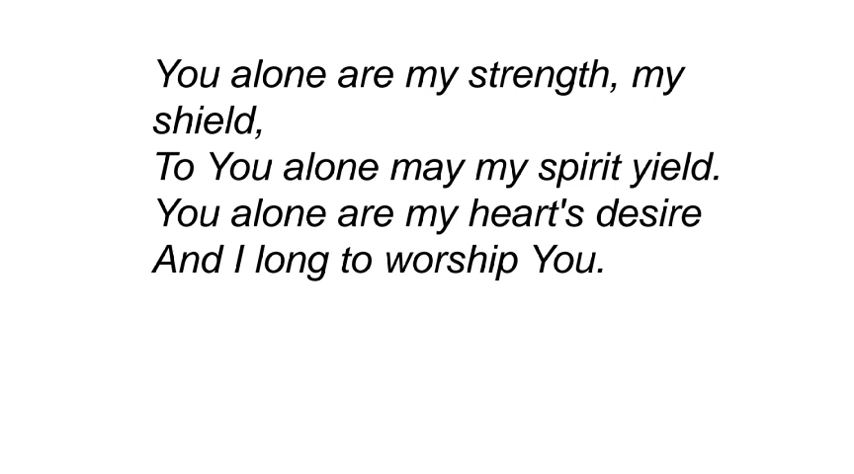 You alone are my strength, my
shield,
To You alone may my spirit yield.
You alone are my heart's desire
And I long to worship You.